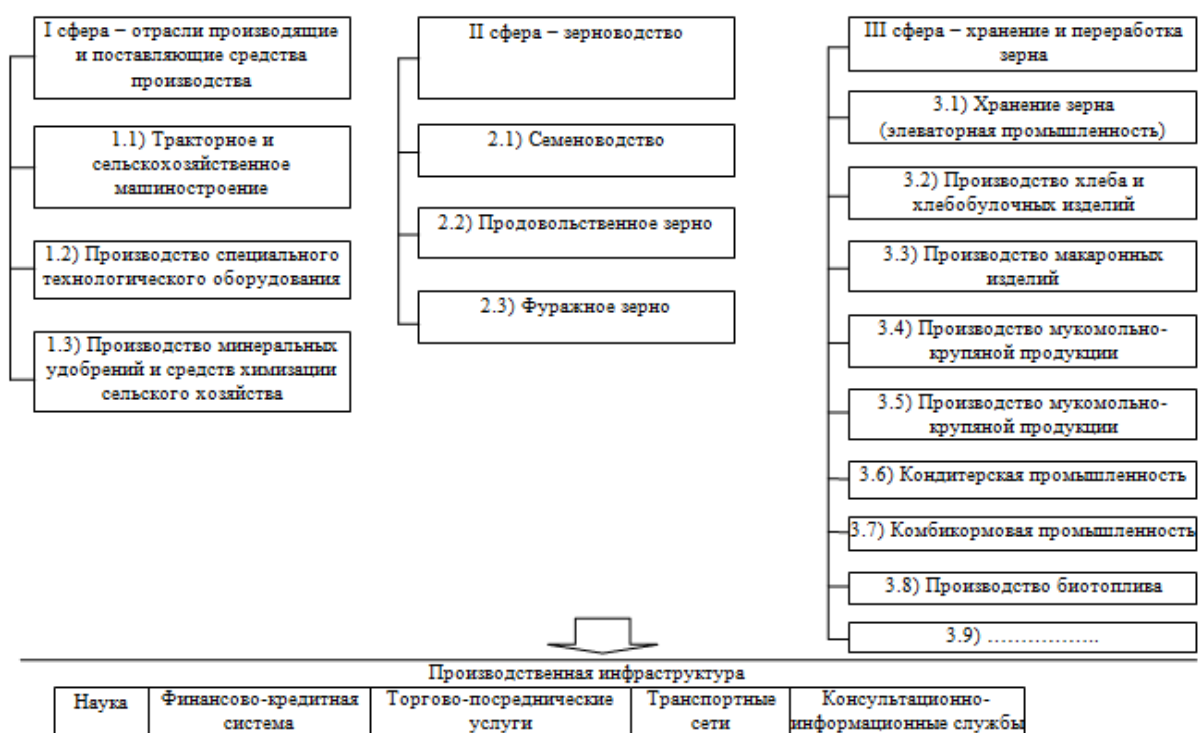 I сфера – отрасли производящие
и поставляющие средства
производства
1.1) Тракторное и
сельскохозяйственное
машиностроение
1.2) Производство специального
технологического оборудования
1.3) Производство минеральных
удобрений и средств химизации
сельского хозяйства
II сфера – зерноводство
2.1) Семеноводство
2.2) Продовольственное зерно
2.3) Фуражное зерно
III сфера – хранение и переработка
зерна
3.1) Хранение зерна
(элеваторная промышленность)
3.2) Производство хлеба и
хлебобулочных изделий
3.3) Производство макаронных
изделий
3.4) Производство мукомольно-
крупяной продукции
3.5) Производство мукомольно-
крупяной продукции
3.6) Кондитерская промышленность
3.7) Комбикормовая промышленность
3.8) Производство биотоплива
3.9) ……………..
Производственная инфраструктура
Наука
Финансово-кредитная
система
Торгово-посреднические
услуги
Транспортные
сети
Консультационно-
информационные службы